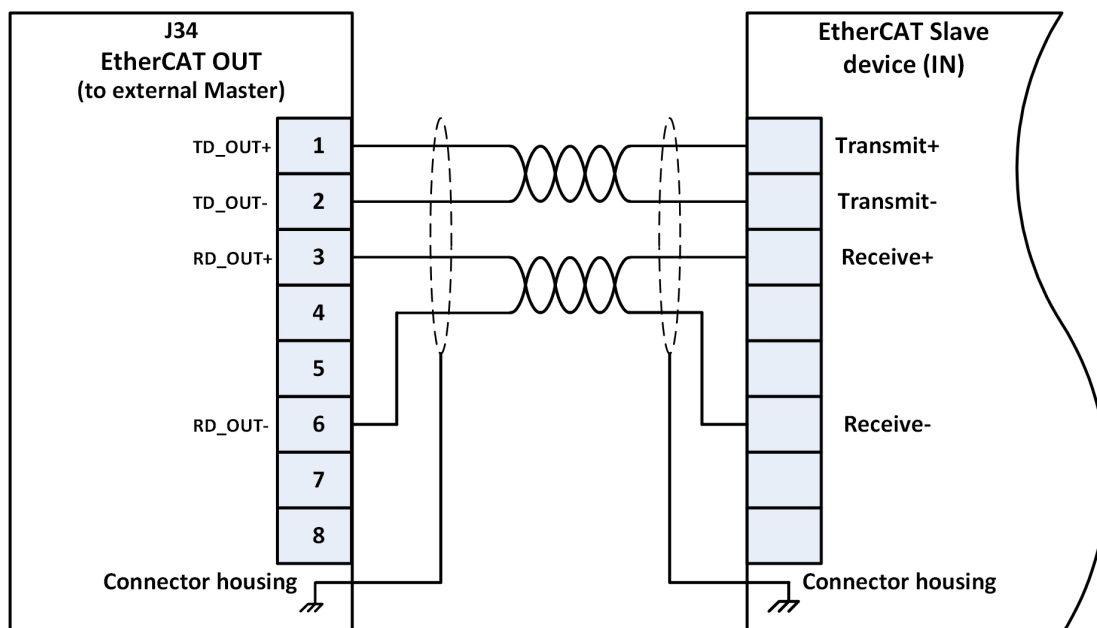 J34
EtherCAT OUT
(to external Master)
EtherCAT Slave
device (IN)
TD_OUT+ 1 Transmit+
TD_OUT- 2 Transmit-
RD_OUT+ 3 Receive+
4
5
RD_OUT- 6 Receive-
7
8
Connector housing
Connector housing